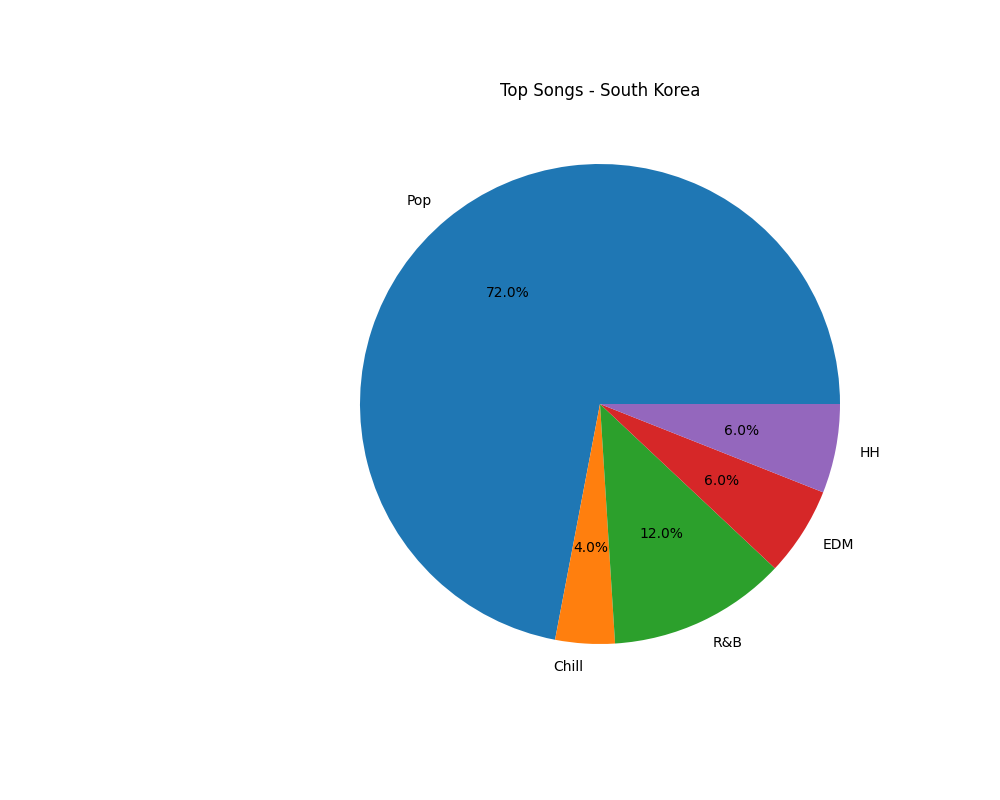 Top Songs - South Korea
Pop
72.0%
6.0%
HH
6.0%
12.0%
4.0%
EDM
R&B
Chill